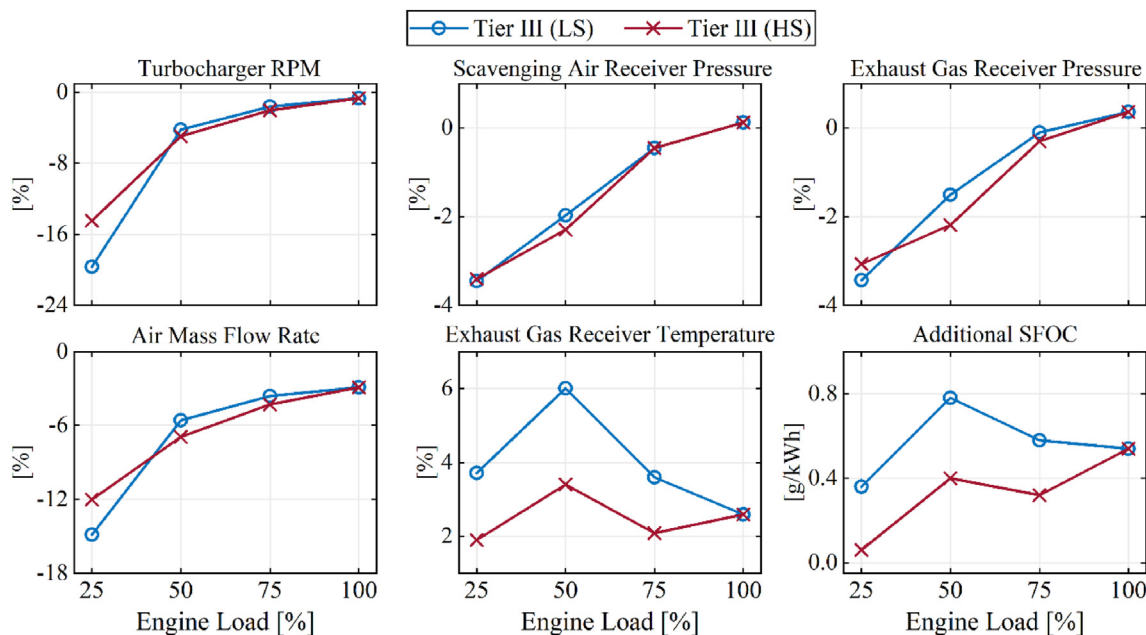 Tier III (LS) Tier III (HS)
Turbocharger RPM
[%]
0
-8
-16
-24
Scavenging Air Receiver Pressure
[%]
0
-2
-4
Exhaust Gas Receiver Pressure
[%]
0
-2
-4
Air Mass Flow Rate
[%]
0
-6
-12
-18
25 50 75 100
Engine Load [%]
Exhaust Gas Receiver Temperature
[%]
6
4
2
25 50 75 100
Engine Load [%]
Additional SFOC
[g/kWh]
0.8
0.4
0.0
25 50 75 100
Engine Load [%]